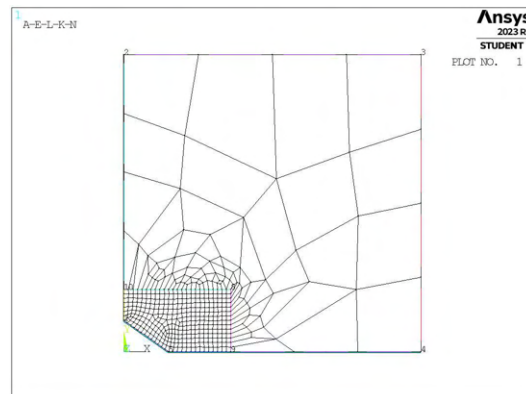 1
A-E-L-K-N
Ansys
2023 R
STUDENT
PLOT NO. 1
2
3
X
4